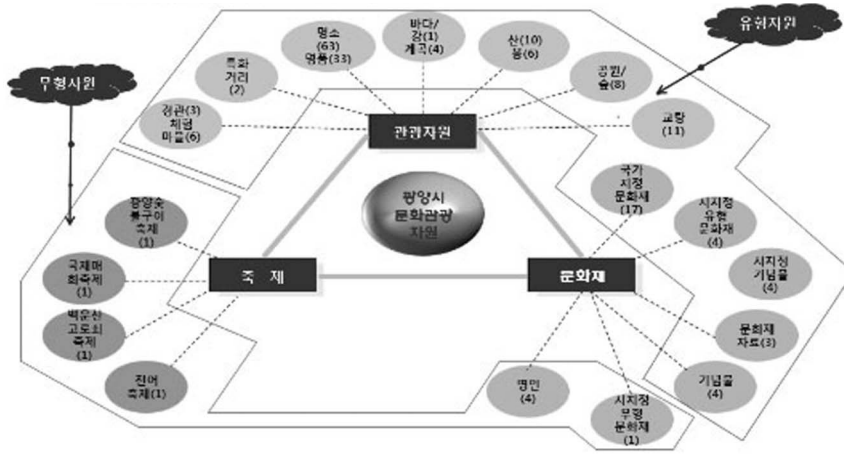 유형자원
무형자원
명소
(63)
명품(33)
바다/
강(1)
계곡(4)
산(10)
봉(6)
공원/
숲(8)
교량
(11)
특화
거리
(2)
경관(3)
체험
마을(6)
관광자원
광양시
문화관광
자원
축 제
문화재
광양숯
불구이
축제
(1)
국제매
화축제
(1)
백운산
고로쇠
축제
(1)
전어
축제(1)
국가
지정
문화재
(17)
시지정
유형
문화재
(4)
시지정
기념물
(4)
문화재
자료(3)
기념물
(4)
명인
(4)
시지정
무형
문화재
(1)